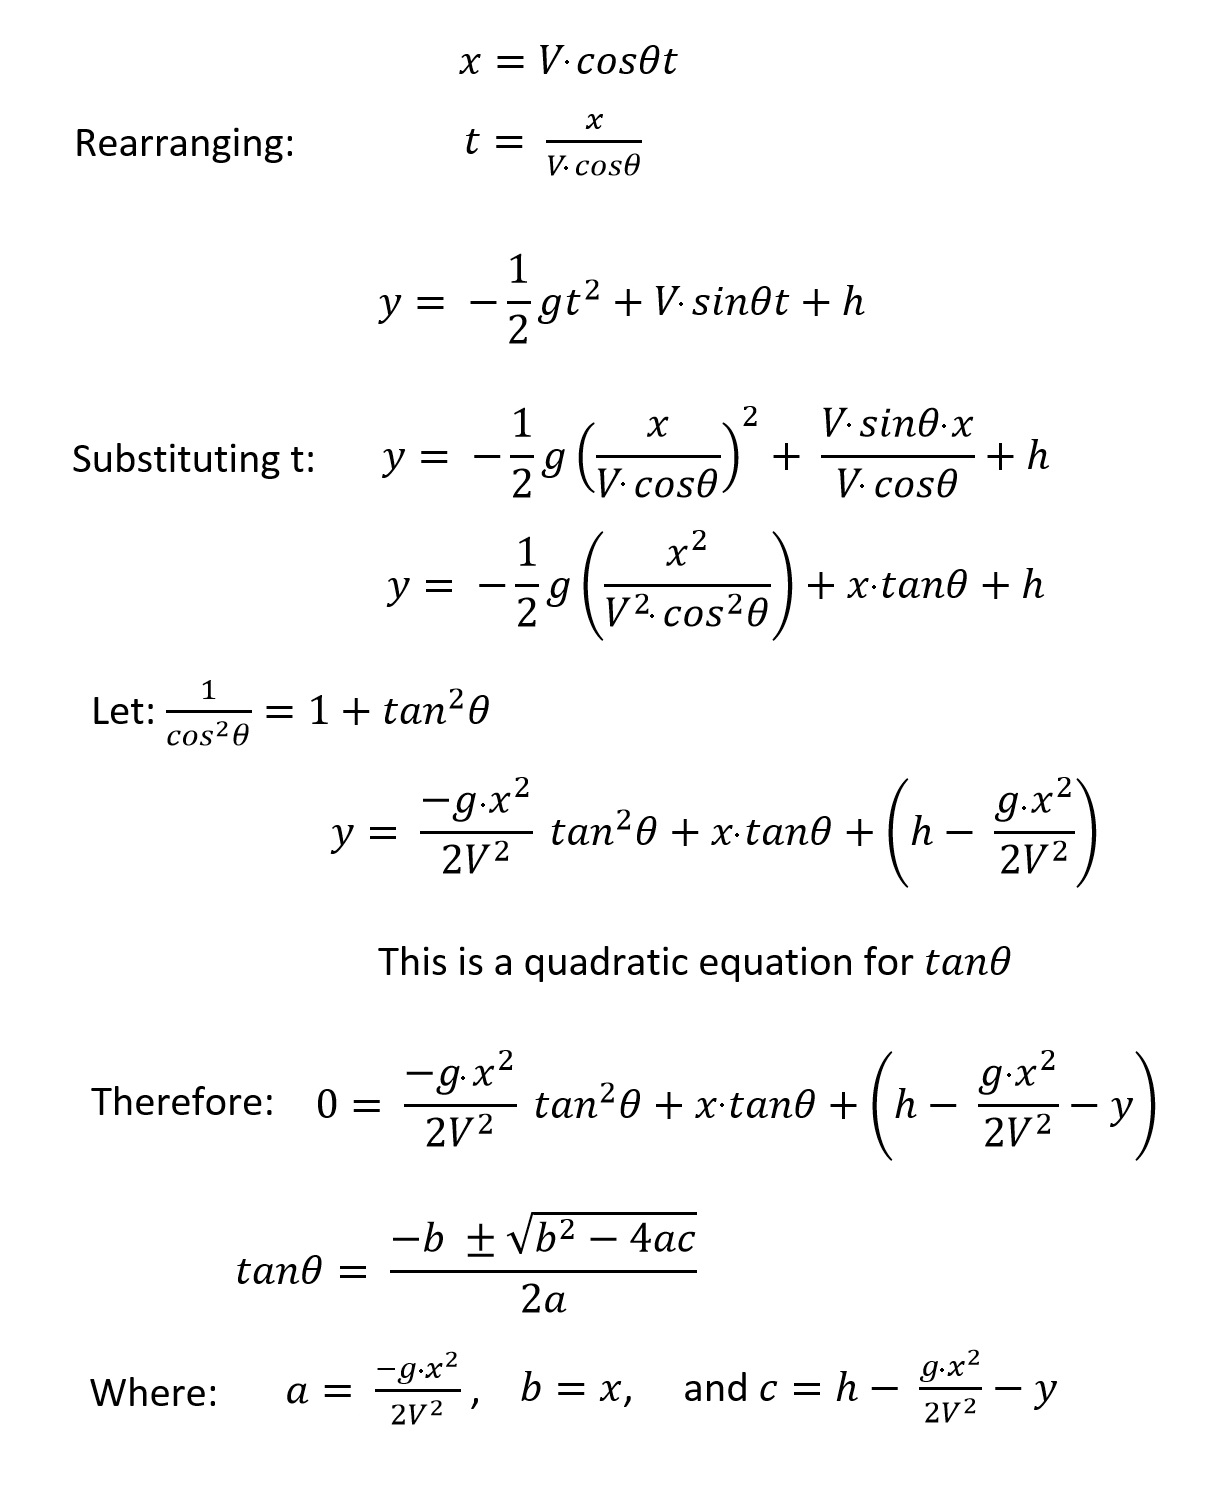 x = V·cosθt
Rearranging: t = x/(V·cosθ)
y = −1/2 gt² + V·sinθt + h
Substituting t: y = −1/2 g (x/(V·cosθ))² + (V·sinθ·x)/(V·cosθ) + h
y = −1/2 g (x²/(V²·cos²θ)) + x·tanθ + h
Let: 1/cos²θ = 1 + tan²θ
y = (−g·x²)/(2V²) tan²θ + x·tanθ + (h − (g·x²)/(2V²))
This is a quadratic equation for tanθ
Therefore: 0 = (−g·x²)/(2V²) tan²θ + x·tanθ + (h − (g·x²)/(2V²) − y)
tanθ = (−b ± √(b² − 4ac))/(2a)
Where: a = (−g·x²)/(2V²), b = x, and c = h − (g·x²)/(2V²) − y